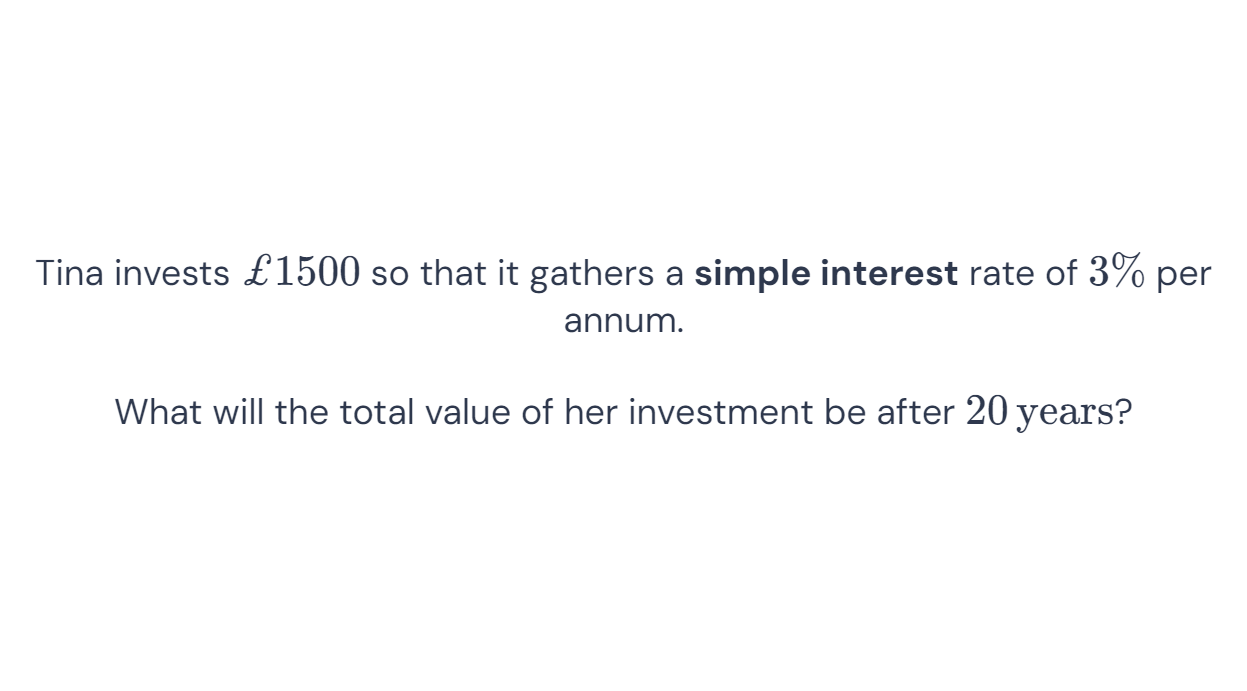 Tina invests £1500 so that it gathers a simple interest rate of 3% per
annum.
What will the total value of her investment be after 20 years?